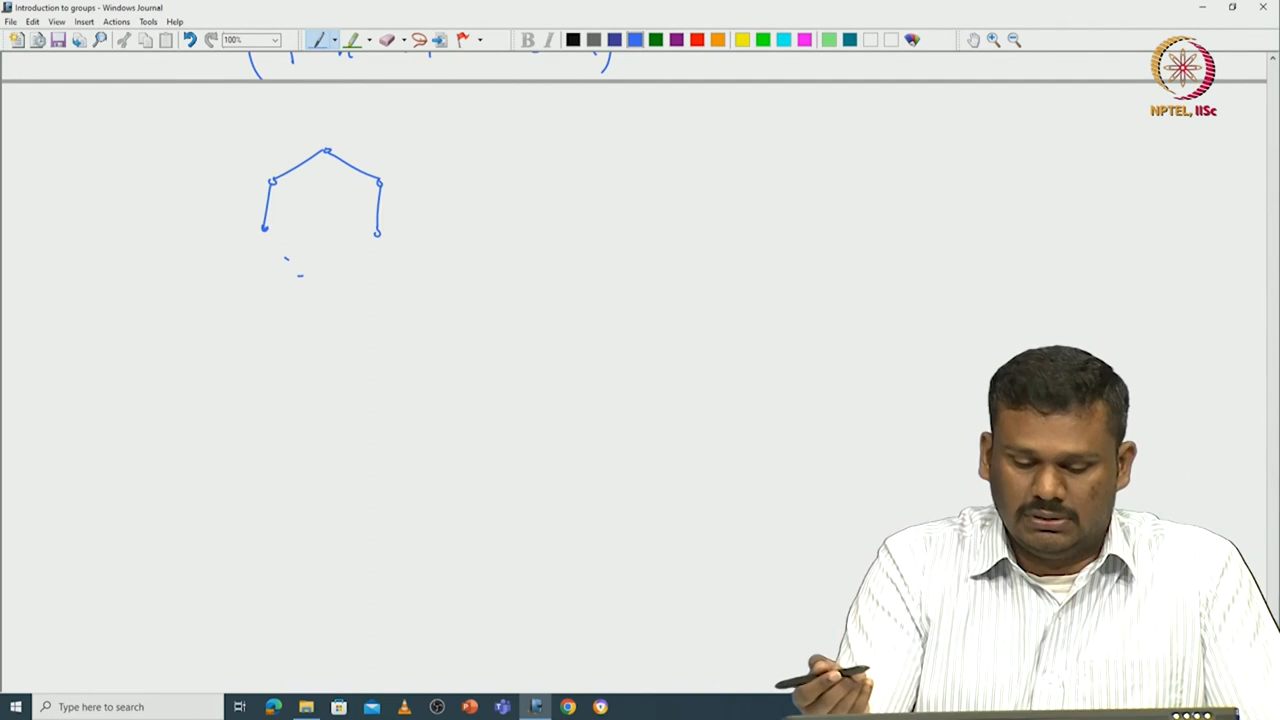 Introduction to groups - Windows Journal
File Edit View Insert Actions Tools Help
100%
B I
NPTEL, IISc
Type here to search